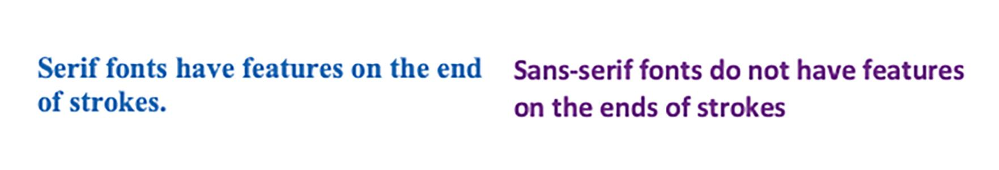 Serif fonts have features on the end
of strokes.
Sans-serif fonts do not have features
on the ends of strokes